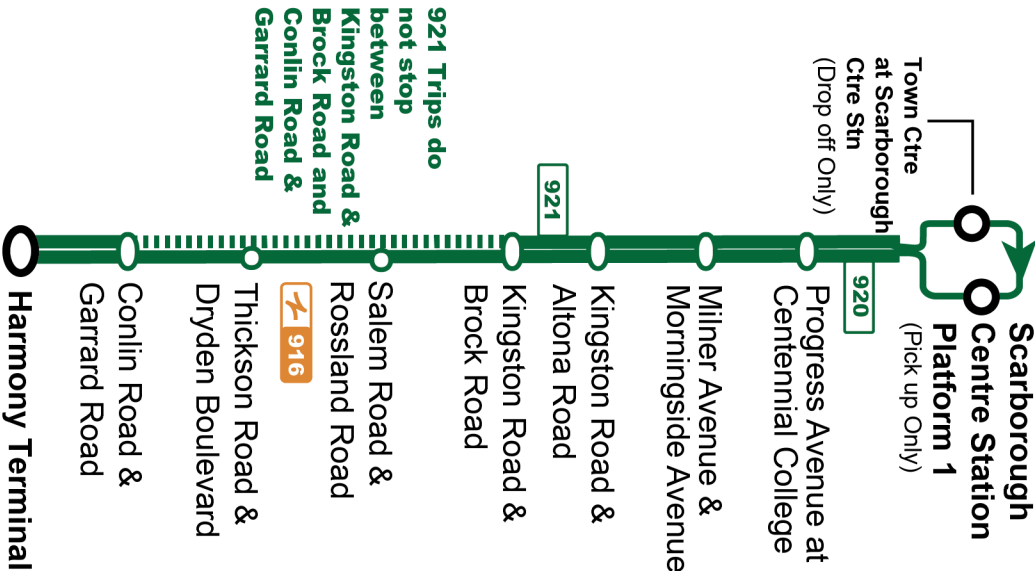 Scarborough
Centre Station
Platform 1
(Pick up Only)
Town Ctre
at Scarborough
Ctre Stn
(Drop off Only)
920
Progress Avenue at
Centennial College
Milner Avenue &
Morningside Avenue
Kingston Road &
Altona Road
921
Kingston Road &
Brock Road
921 Trips do
not stop
between
Kingston Road &
Brock Road and
Conlin Road &
Garrard Road
Salem Road &
Rossland Road
916
Thickson Road &
Dryden Boulevard
Conlin Road &
Garrard Road
Harmony Terminal